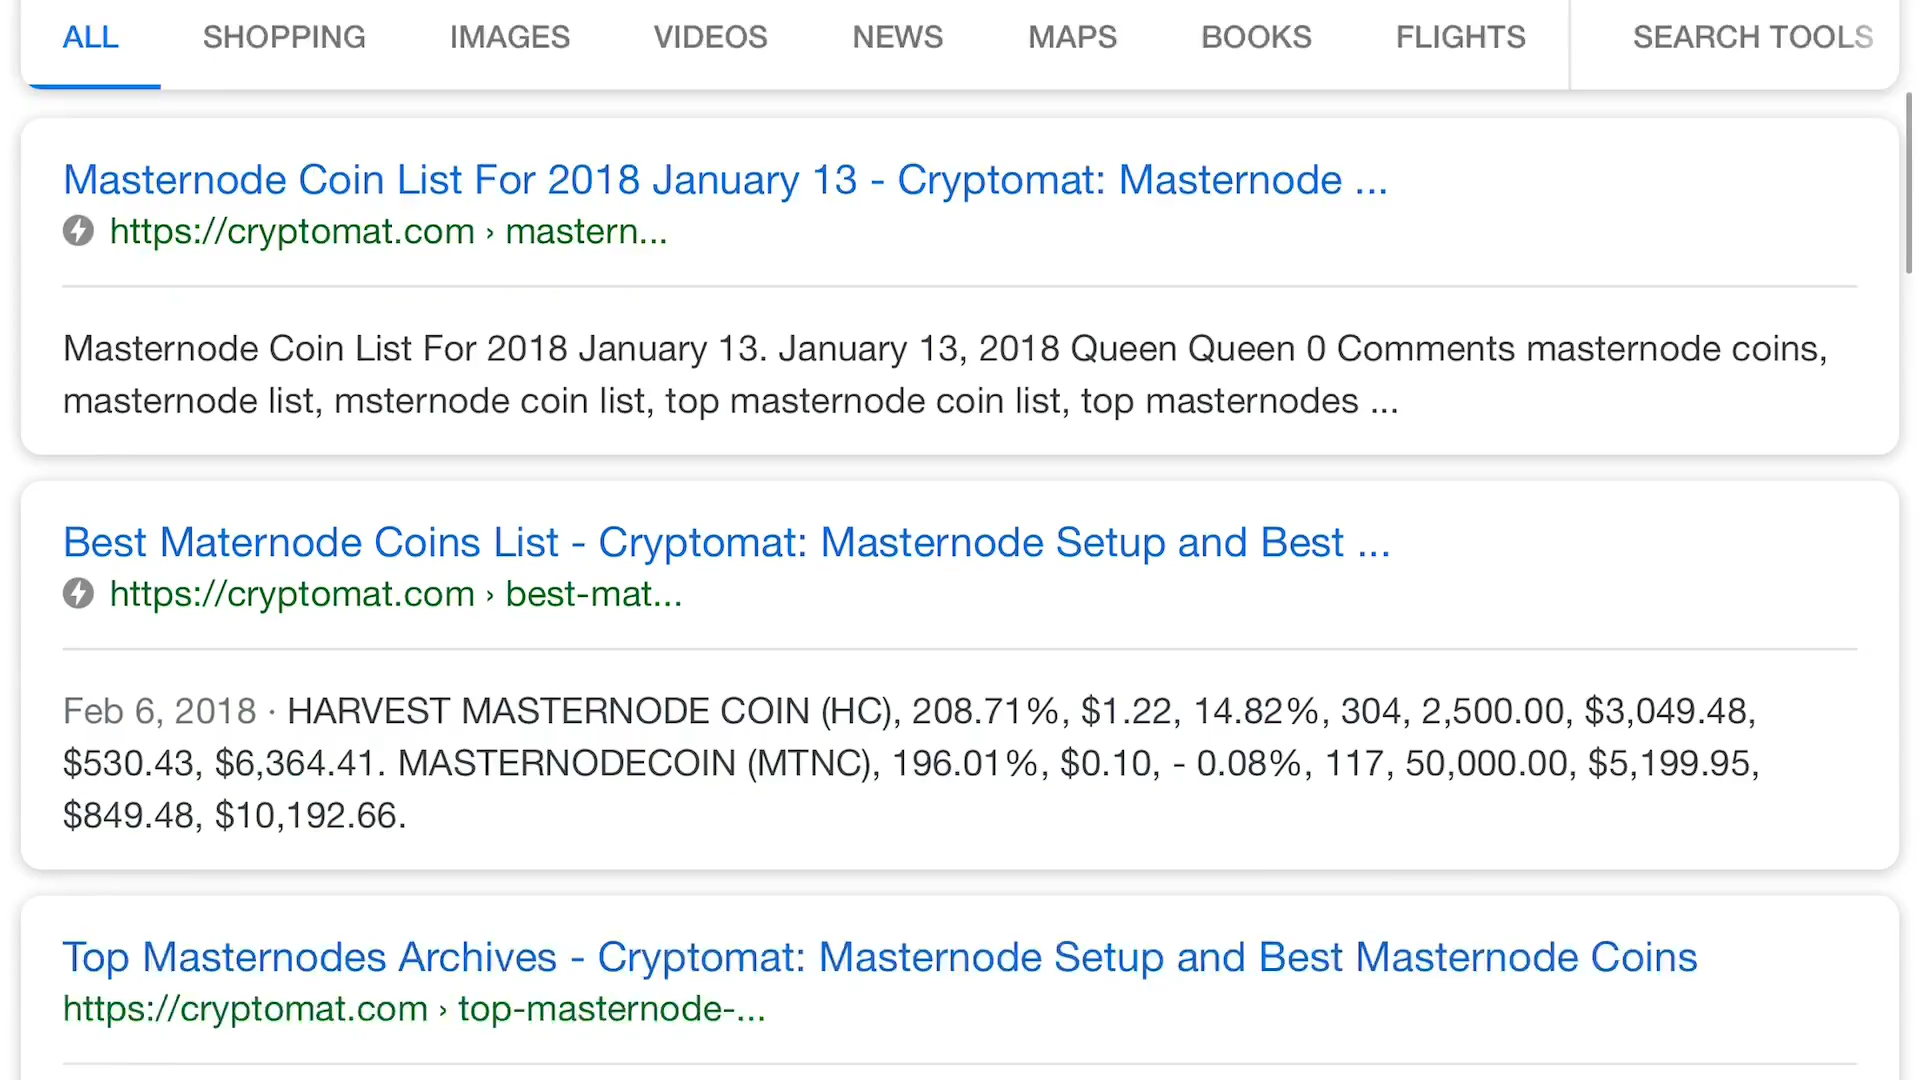 ALL SHOPPING IMAGES VIDEOS NEWS MAPS BOOKS FLIGHTS SEARCH TOOLS
Masternode Coin List For 2018 January 13 - Cryptomat: Masternode ...
https://cryptomat.com › mastern...
Masternode Coin List For 2018 January 13. January 13, 2018 Queen Queen 0 Comments masternode coins,
masternode list, msternode coin list, top masternode coin list, top masternodes ...
Best Maternode Coins List - Cryptomat: Masternode Setup and Best ...
https://cryptomat.com › best-mat...
Feb 6, 2018 · HARVEST MASTERNODE COIN (HC), 208.71%, $1.22, 14.82%, 304, 2,500.00, $3,049.48,
$530.43, $6,364.41. MASTERNODECOIN (MTNC), 196.01%, $0.10, - 0.08%, 117, 50,000.00, $5,199.95,
$849.48, $10,192.66.
Top Masternodes Archives - Cryptomat: Masternode Setup and Best Masternode Coins
https://cryptomat.com › top-masternode-...